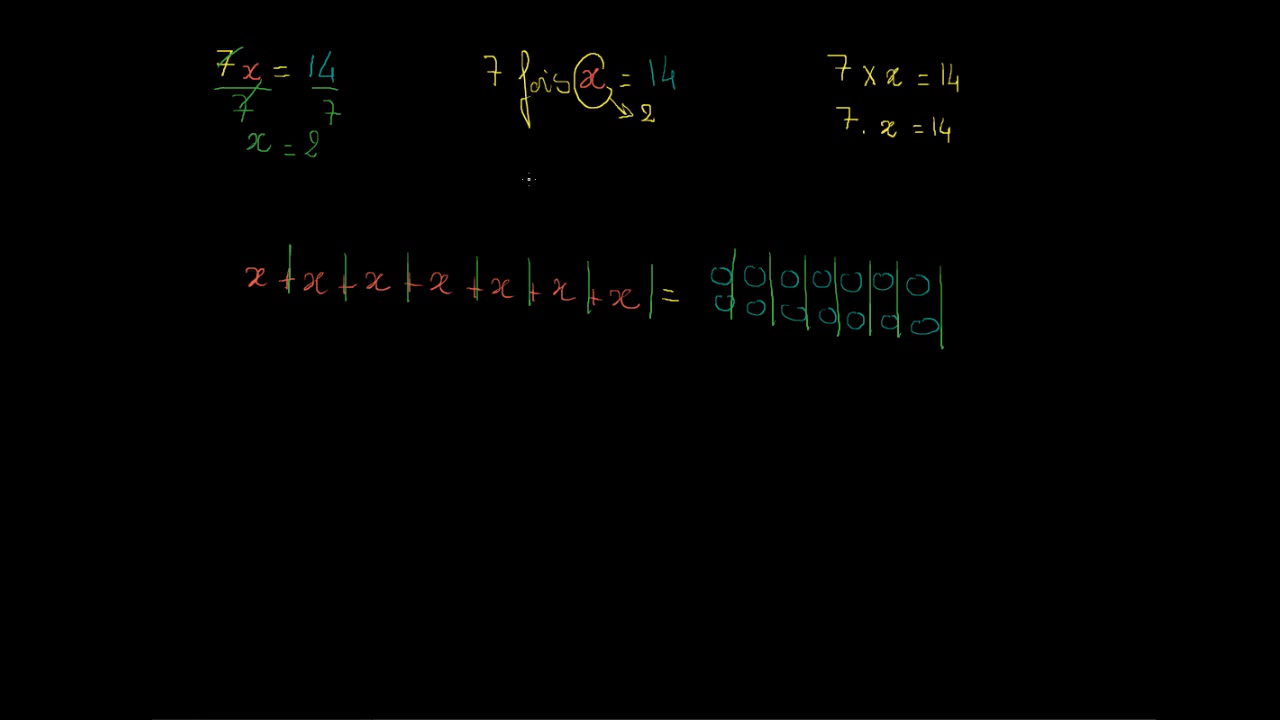 7x = 14
7 7
x = 2
7 fois x = 14
2
7 × x = 14
7 . x = 14
x + x + x + x + x + x + x =